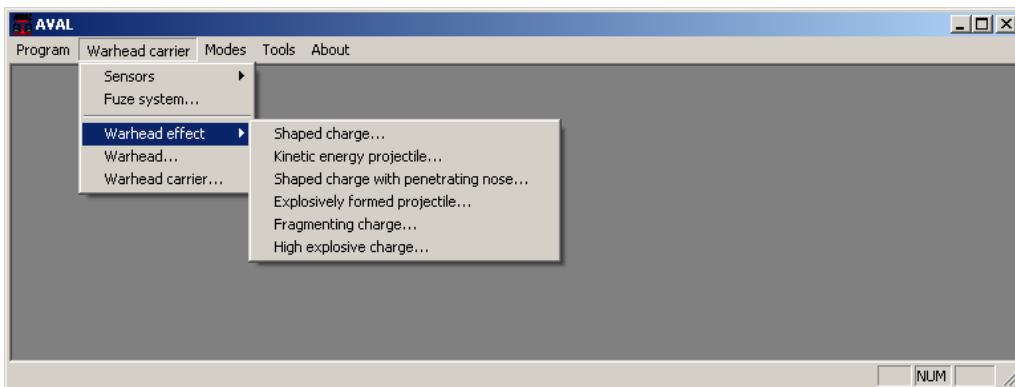 AVAL
Program Warhead carrier Modes Tools About
Sensors
Fuze system...
Warhead effect
Warhead...
Warhead carrier...
Shaped charge...
Kinetic energy projectile...
Shaped charge with penetrating nose...
Explosively formed projectile...
Fragmenting charge...
High explosive charge...
NUM